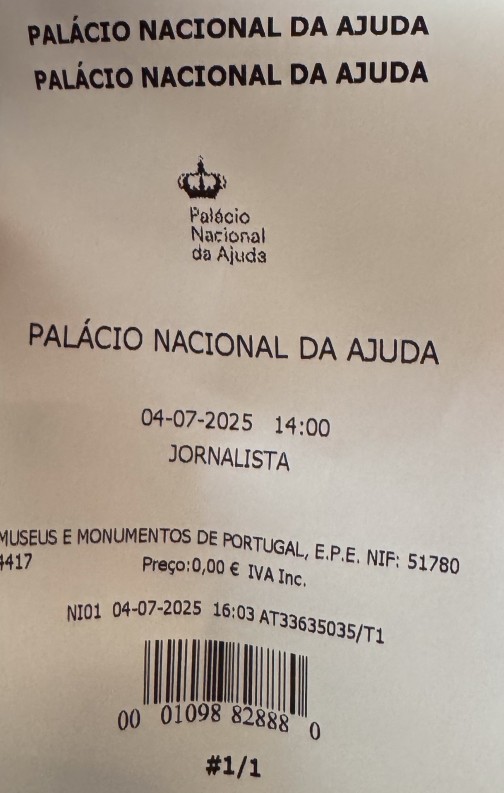 PALÁCIO NACIONAL DA AJUDA
PALÁCIO NACIONAL DA AJUDA
Palácio
Nacional
da Ajuda
PALÁCIO NACIONAL DA AJUDA
04-07-2025 14:00
JORNALISTA
MUSEUS E MONUMENTOS DE PORTUGAL, E.P.E. NIF: 51780
4417 Preço:0,00 € IVA Inc.
NI01 04-07-2025 16:03 AT33635035/T1
00 01098 82888 0
#1/1